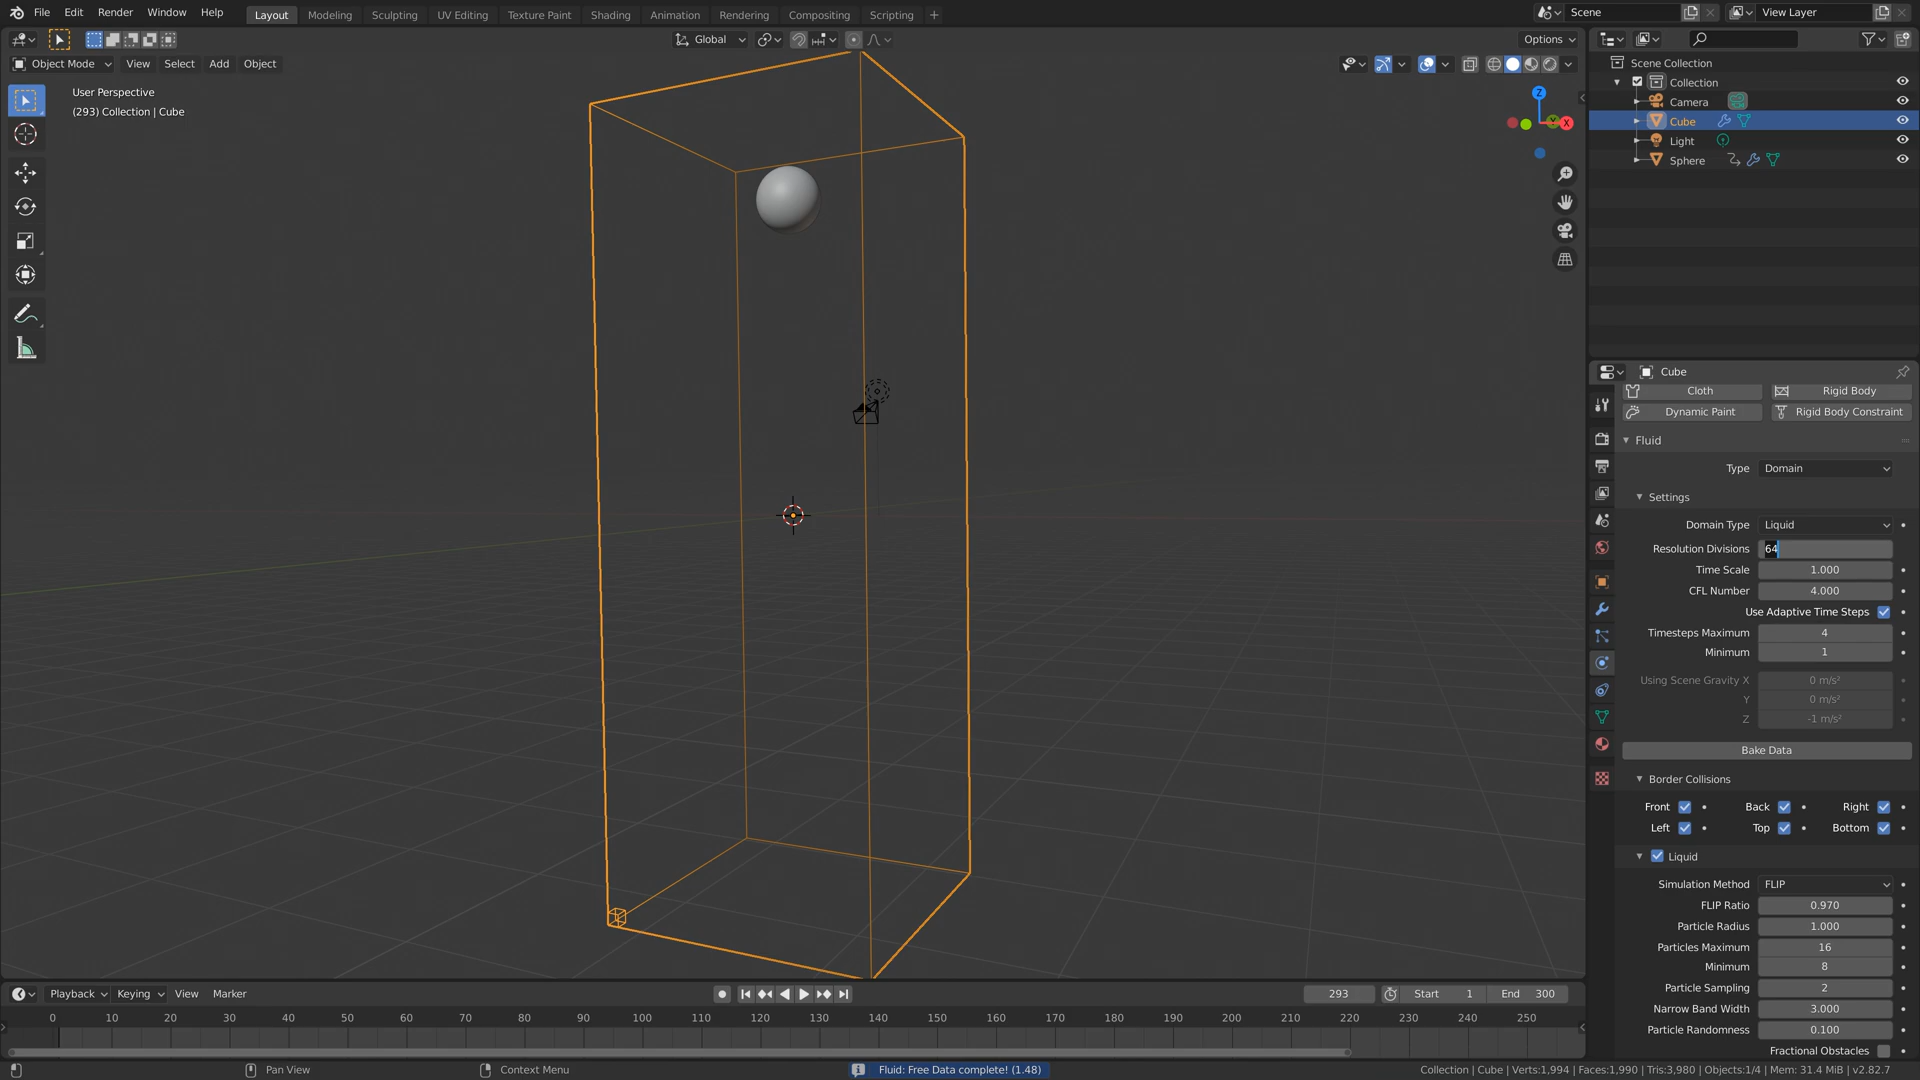 File Edit Render Window Help Layout Modeling Sculpting UV Editing Texture Paint Shading Animation Rendering Compositing Scripting + Scene View Layer
Global Options
Object Mode View Select Add Object
User Perspective
(293) Collection | Cube
Z
Y
X
Scene Collection
Collection
Camera
Cube
Light
Sphere
Cube
Cloth Rigid Body
Dynamic Paint Rigid Body Constraint
Fluid
Type Domain
Settings
Domain Type Liquid
Resolution Divisions 64
Time Scale 1.000
CFL Number 4.000
Use Adaptive Time Steps
Timesteps Maximum 4
Minimum 1
Using Scene Gravity X 0 m/s²
Y 0 m/s²
Z -1 m/s²
Bake Data
Border Collisions
Front Back Right
Left Top Bottom
Liquid
Simulation Method FLIP
FLIP Ratio 0.970
Particle Radius 1.000
Particles Maximum 16
Minimum 8
Particle Sampling 2
Narrow Band Width 3.000
Particle Randomness 0.100
Fractional Obstacles
Playback Keying View Marker 293 Start 1 End 300
0 10 20 30 40 50 60 70 80 90 100 110 120 130 140 150 160 170 180 190 200 210 220 230 240 250
Pan View Context Menu Fluid: Free Data complete! (1.48) Collection | Cube | Verts:1,994 | Faces:1,990 | Tris:3,980 | Objects:1/4 | Mem: 31.4 MiB | v2.82.7